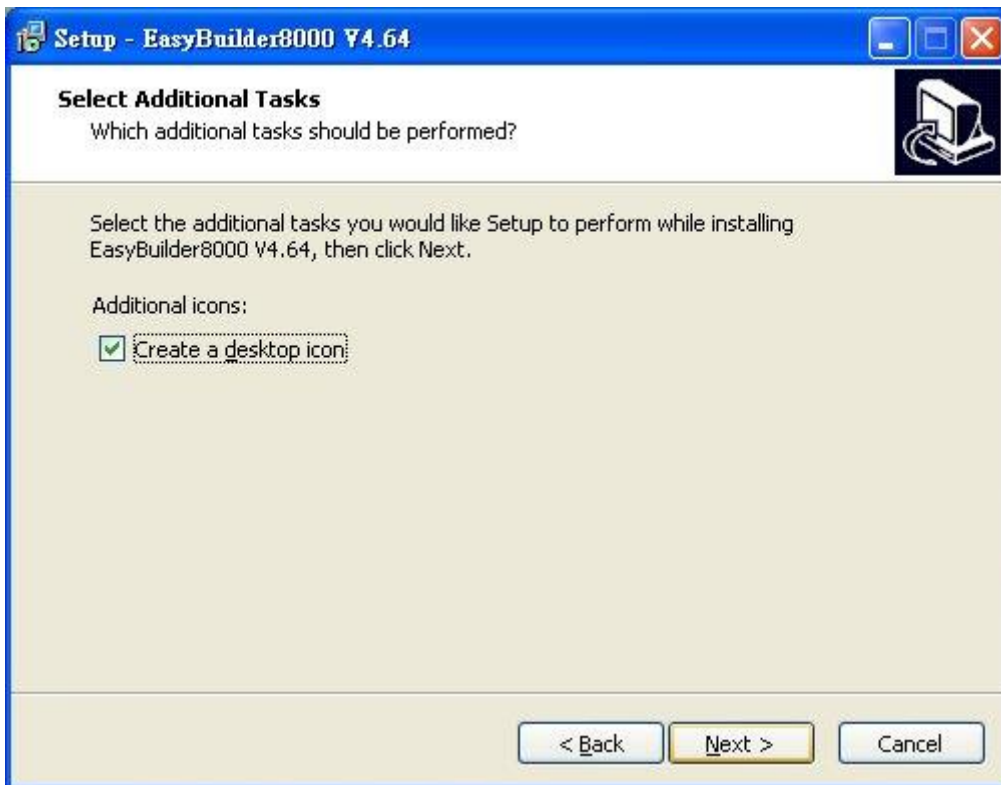 Setup - EasyBuilder8000 V4.64
Select Additional Tasks
Which additional tasks should be performed?
Select the additional tasks you would like Setup to perform while installing
EasyBuilder8000 V4.64, then click Next.
Additional icons:
Create a desktop icon
< Back Next > Cancel